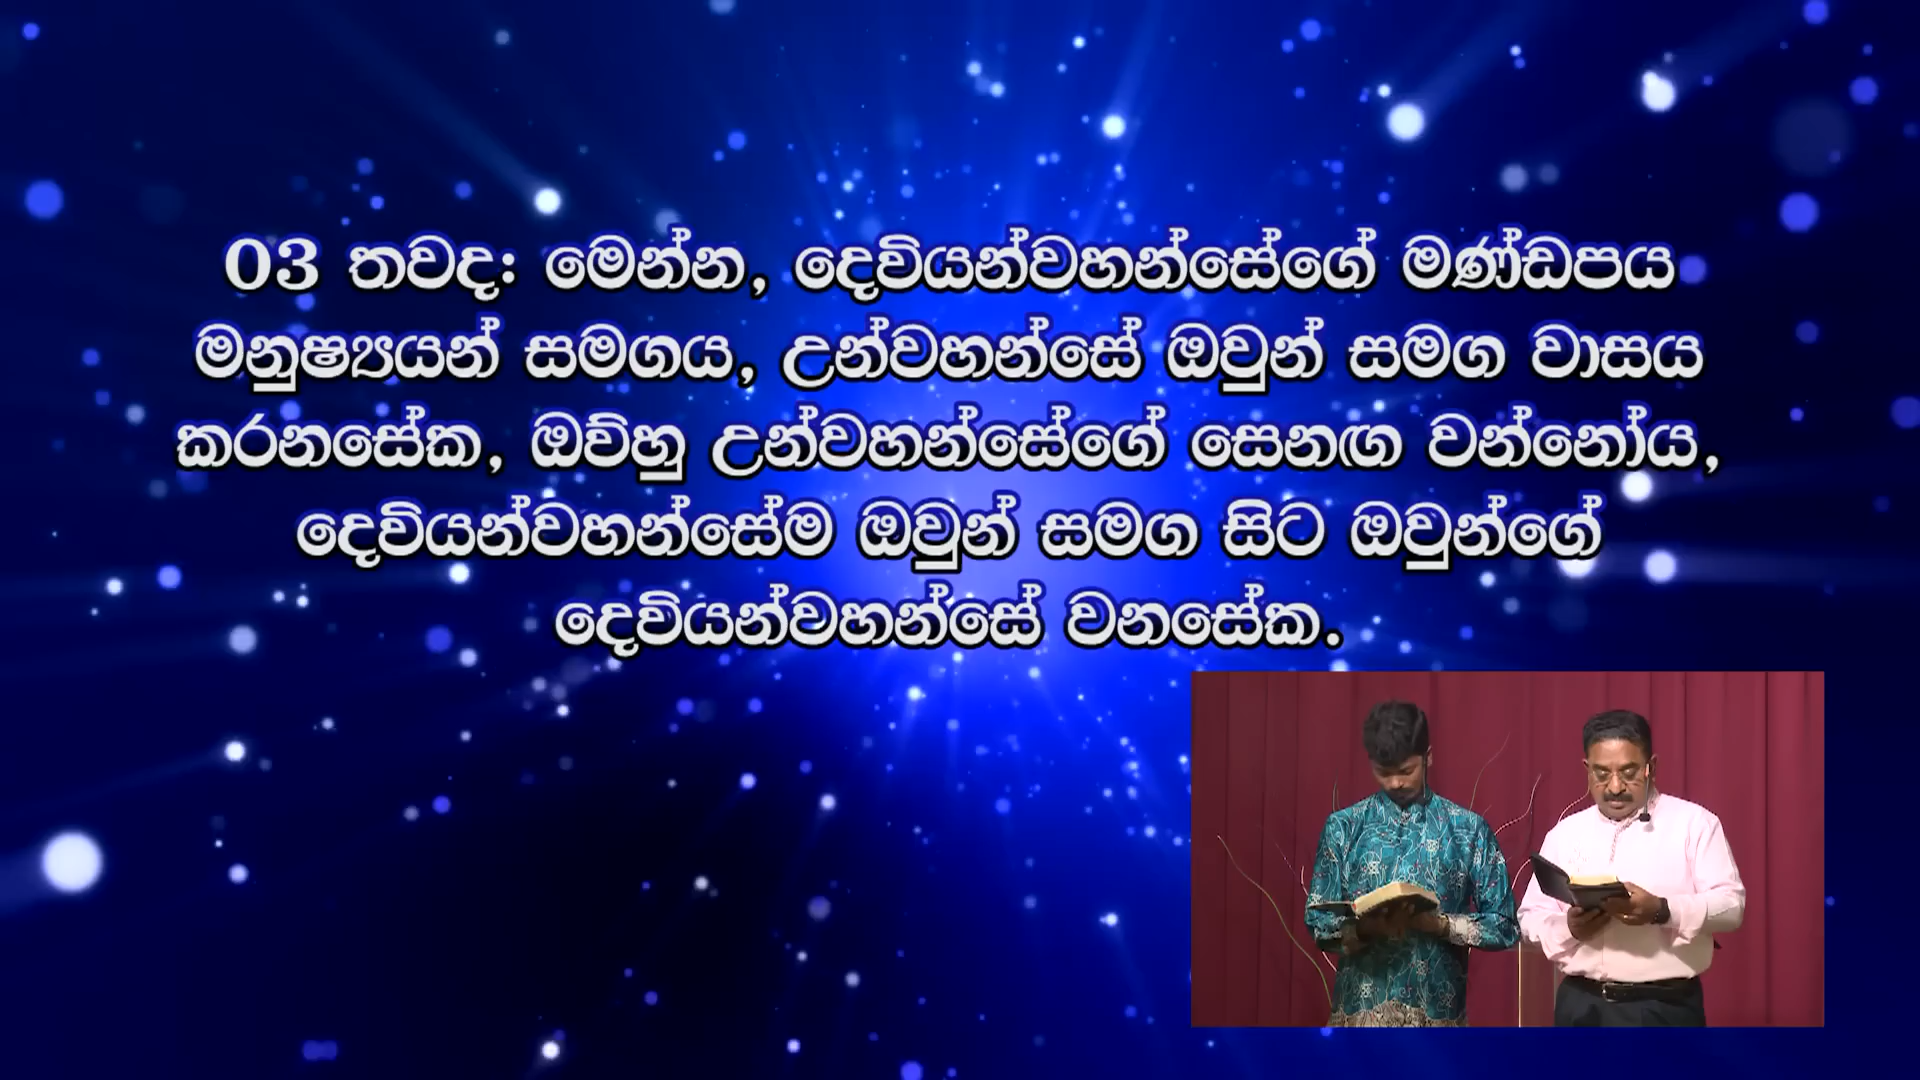 03 තවද: මෙන්න, දෙවියන්වහන්සේගේ මණ්ඩපය
මනුෂ්‍යයන් සමගය, උන්වහන්සේ ඔවුන් සමග වාසය
කරනසේක, ඔව්හු උන්වහන්සේගේ සෙනඟ වන්නෝය,
දෙවියන්වහන්සේම ඔවුන් සමග සිට ඔවුන්ගේ
දෙවියන්වහන්සේ වනසේක.